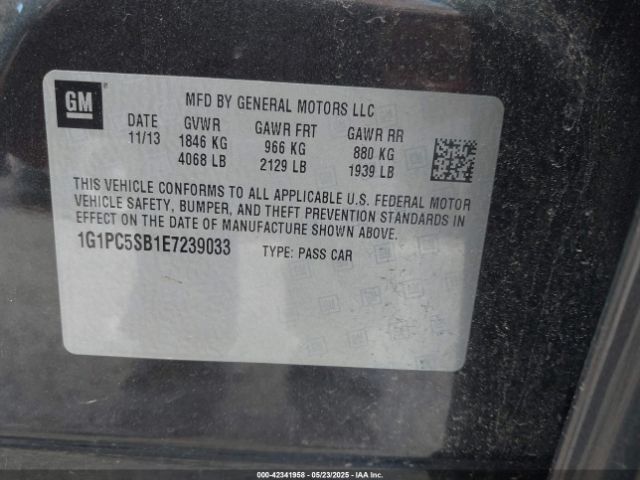 GM
MFD BY GENERAL MOTORS LLC
DATE GVWR GAWR FRT GAWR RR
11/13 1846 KG 966 KG 880 KG
4068 LB 2129 LB 1939 LB
THIS VEHICLE CONFORMS TO ALL APPLICABLE U.S. FEDERAL MOTOR
VEHICLE SAFETY, BUMPER, AND THEFT PREVENTION STANDARDS IN
EFFECT ON THE DATE OF MANUFACTURE SHOWN ABOVE.
1G1PC5SB1E7239033 TYPE: PASS CAR
000-42341958 - 05/23/2025 - IAAI.COM